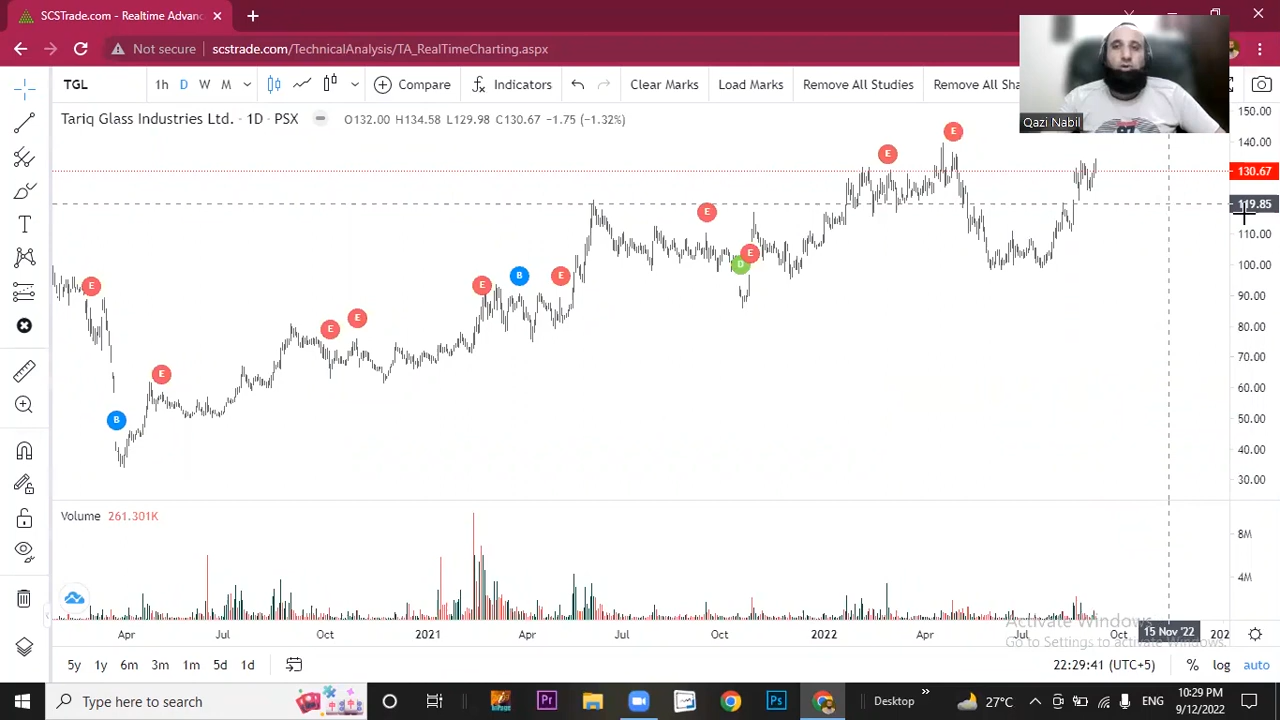 SCSTrade.com - Realtime Advanc
Not secure
scstrade.com/TechnicalAnalysis/TA_RealTimeCharting.aspx
TGL
1h D W M
Compare
Indicators
Clear Marks
Load Marks
Remove All Studies
Remove All Sha
Qazi Nabil
Tariq Glass Industries Ltd. · 1D · PSX
O132.00 H134.58 L129.98 C130.67 −1.75 (−1.32%)
150.00
140.00
130.67
119.85
110.00
100.00
90.00
80.00
70.00
60.00
50.00
40.00
30.00
E
E
E
E
D
E
E
E
B
E
E
E
E
B
Volume 261.301K
8M
4M
Activate Windows
Go to Settings to activate Windows.
Apr Jul Oct 2021 Apr Jul Oct 2022 Apr Jul Oct 15 Nov '22 202
5y 1y 6m 3m 1m 5d 1d
22:29:41 (UTC+5) % log auto
Type here to search
Pr
Ps
Desktop
27°C
ENG
10:29 PM
9/12/2022